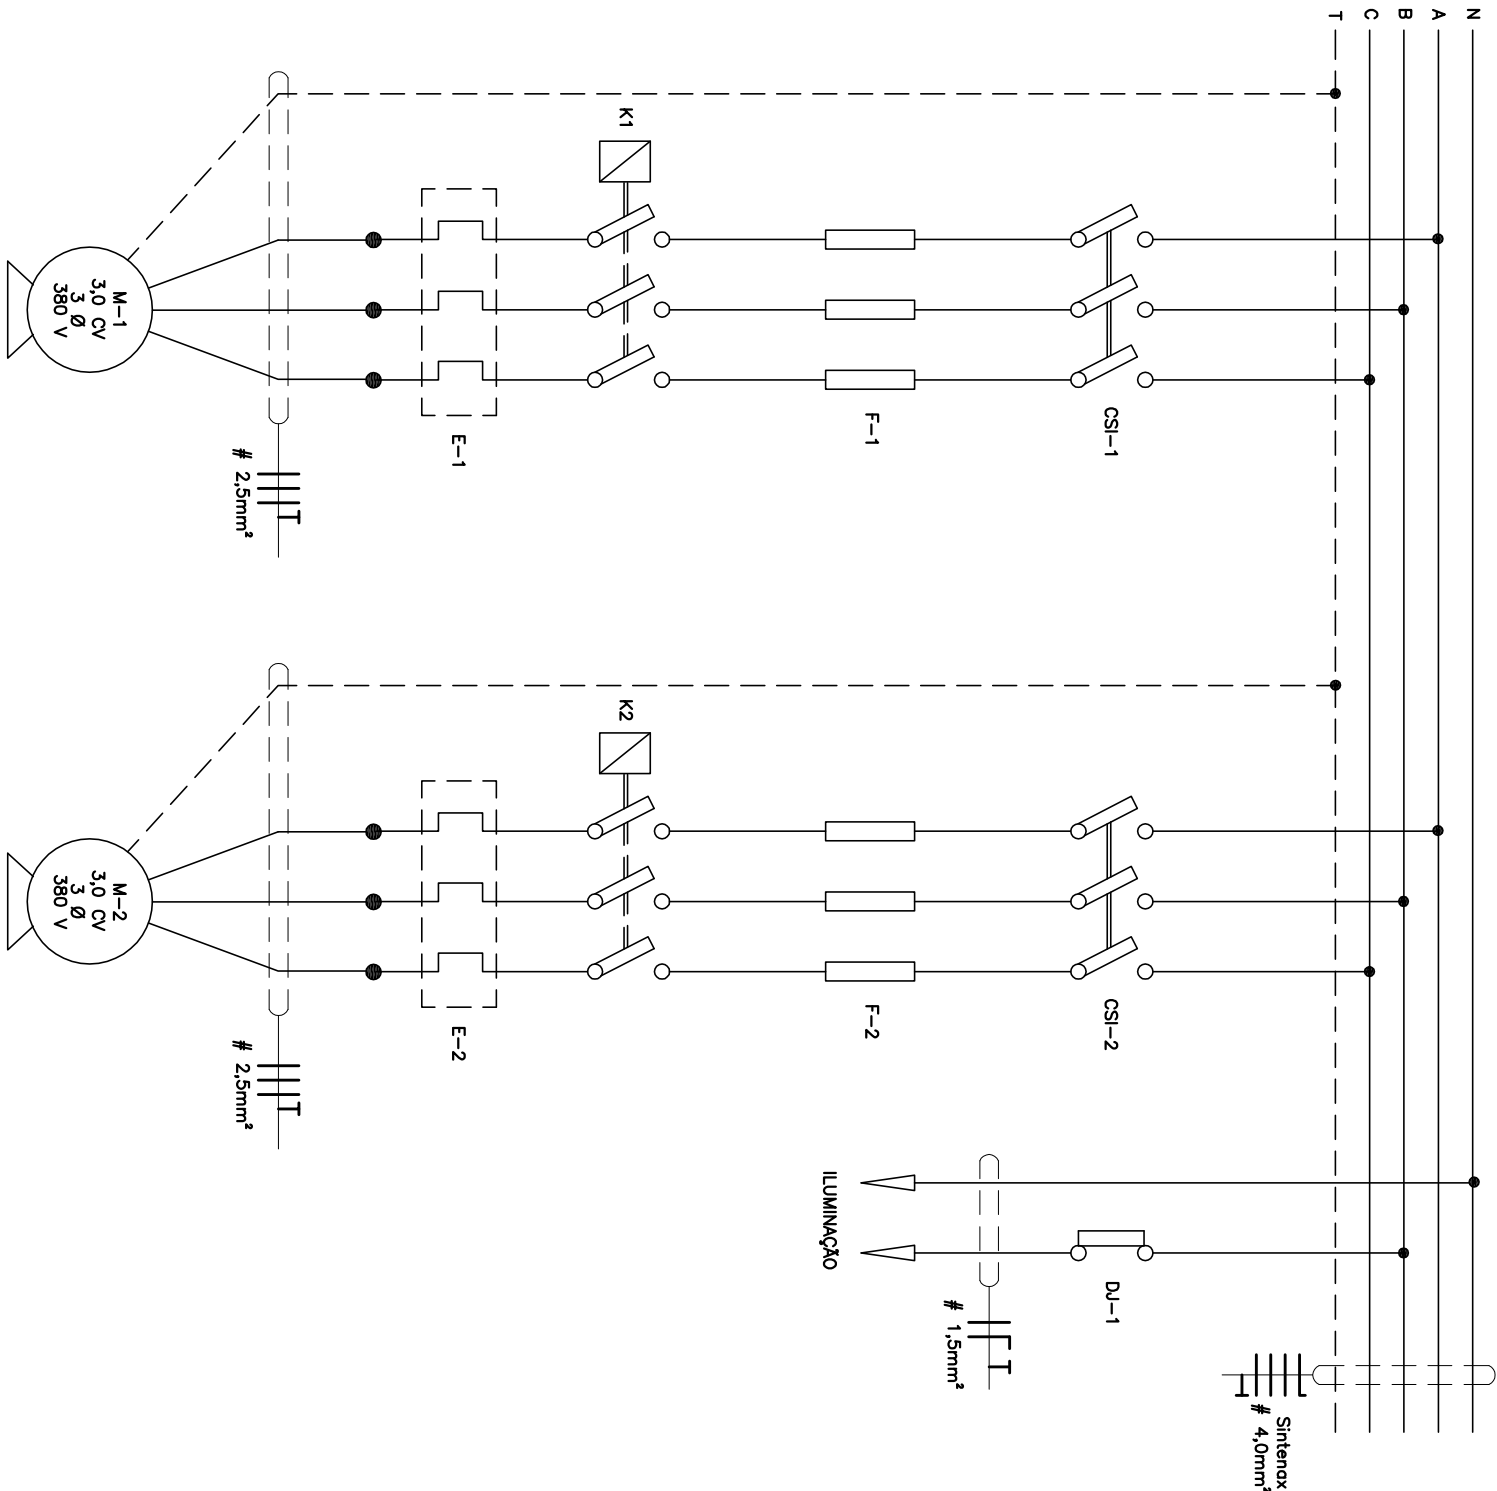 N
A
B
C
T
CSI-1
F-1
K1
E-1
# 2,5mm²
M-1
3,0 CV
3 Ø
380 V
CSI-2
F-2
K2
E-2
# 2,5mm²
M-2
3,0 CV
3 Ø
380 V
DJ-1
T
# 1,5mm²
ILUMINAÇÃO
Sintenax
# 4,0mm²